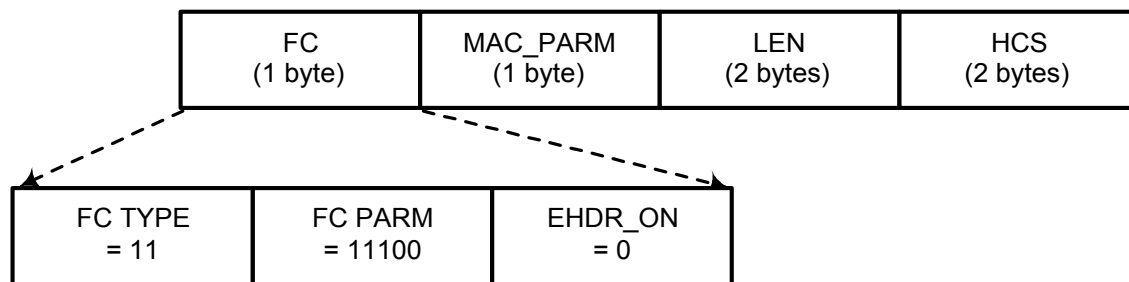 FC
(1 byte)
MAC_PARM
(1 byte)
LEN
(2 bytes)
HCS
(2 bytes)
FC TYPE
= 11
FC PARM
= 11100
EHDR_ON
= 0